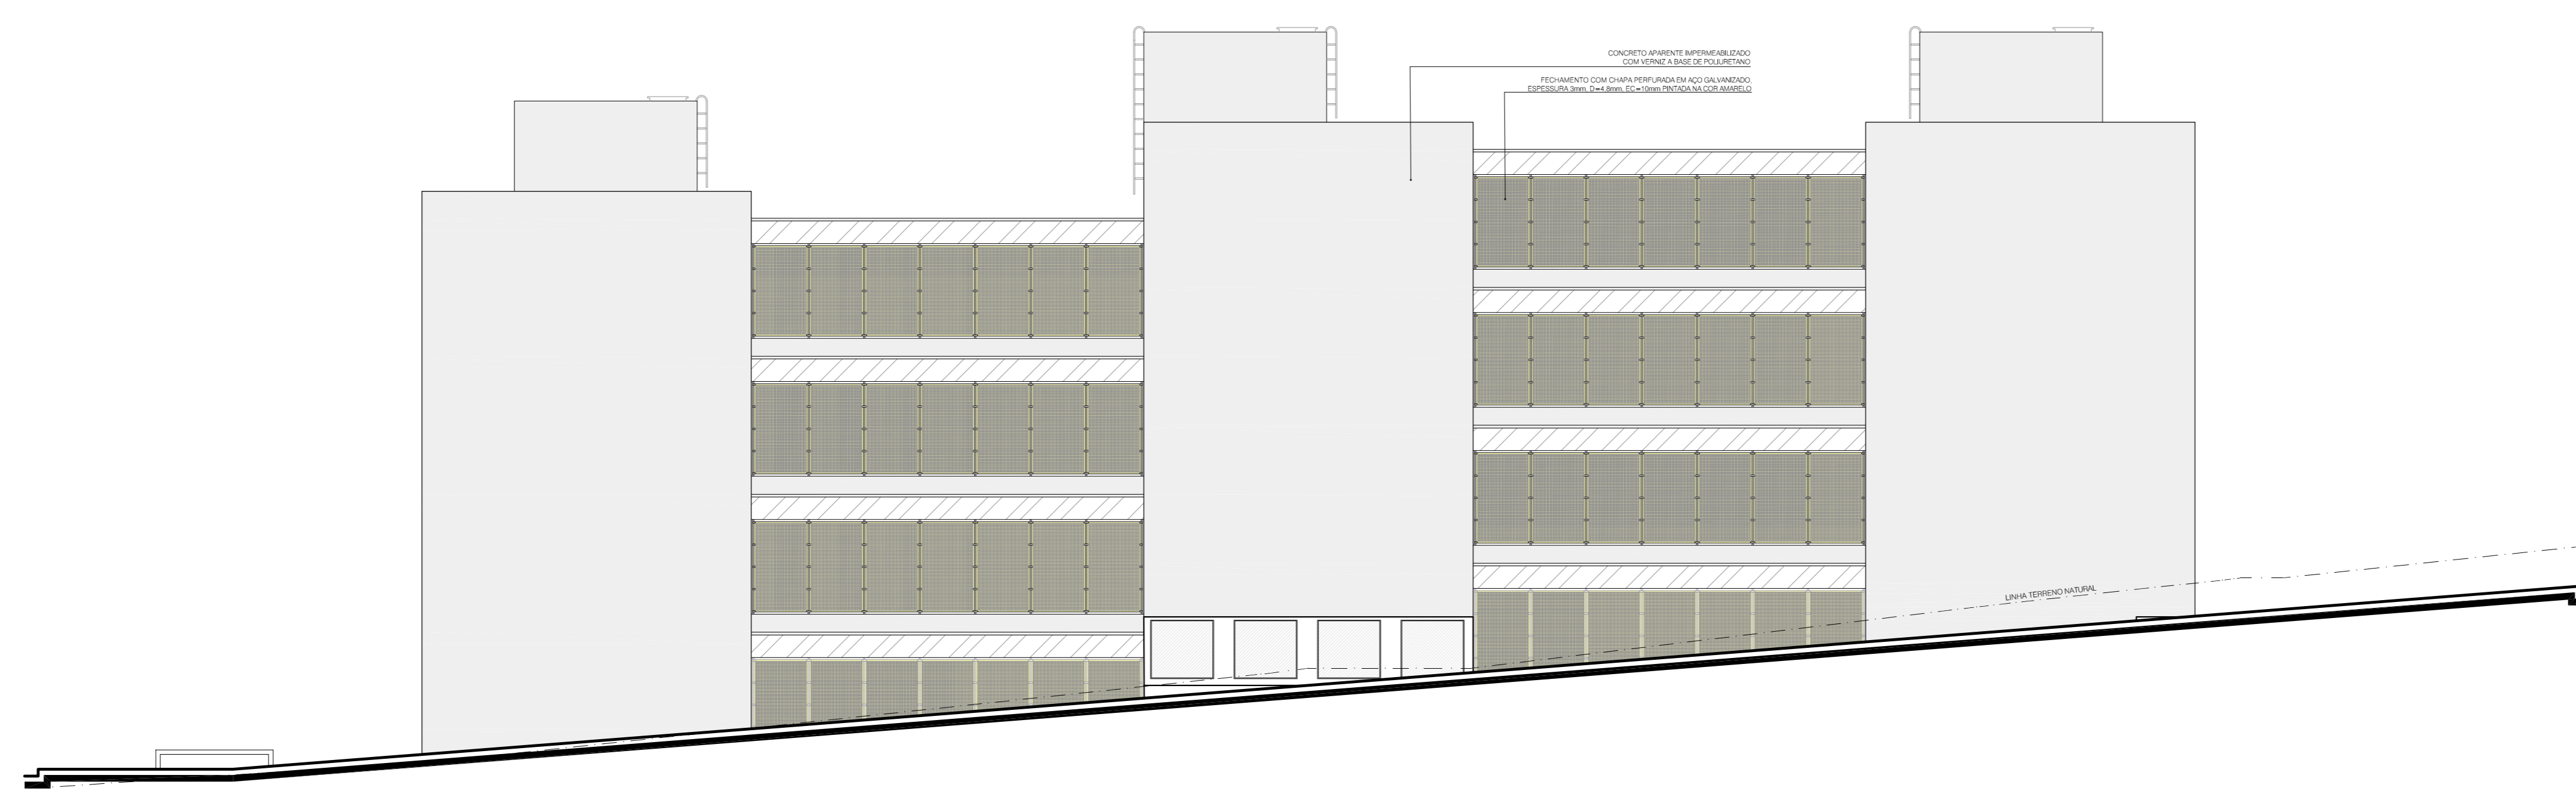 CONCRETO APARENTE IMPERMEABILIZADO
COM VERNIZ A BASE DE POLIURETANO
FECHAMENTO COM CHAPA PERFURADA EM AÇO GALVANIZADO,
ESPESSURA 3mm, D=4,8mm, EC=10mm PINTADA NA COR AMARELO
LINHA TERRENO NATURAL